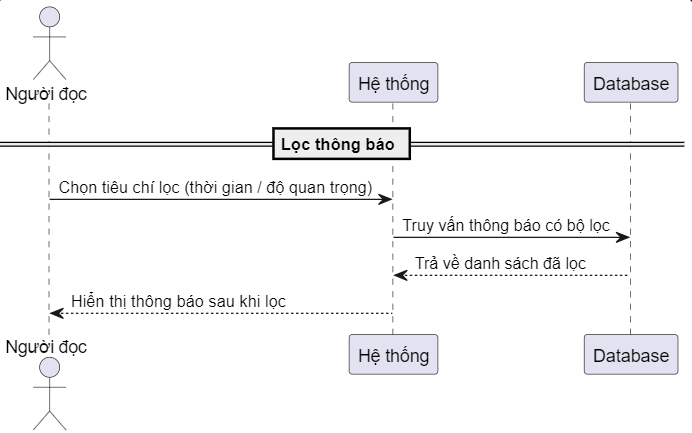 Người đọc
Hệ thống
Database
Lọc thông báo
Chọn tiêu chí lọc (thời gian / độ quan trọng)
Truy vấn thông báo có bộ lọc
Trả về danh sách đã lọc
Hiển thị thông báo sau khi lọc
Người đọc
Hệ thống
Database